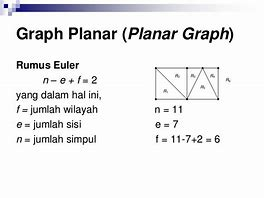 Graph Planar (Planar Graph)
Rumus Euler
n – e + f = 2
yang dalam hal ini,
f = jumlah wilayah
e = jumlah sisi
n = jumlah simpul
n = 11
e = 7
f = 11-7+2 = 6